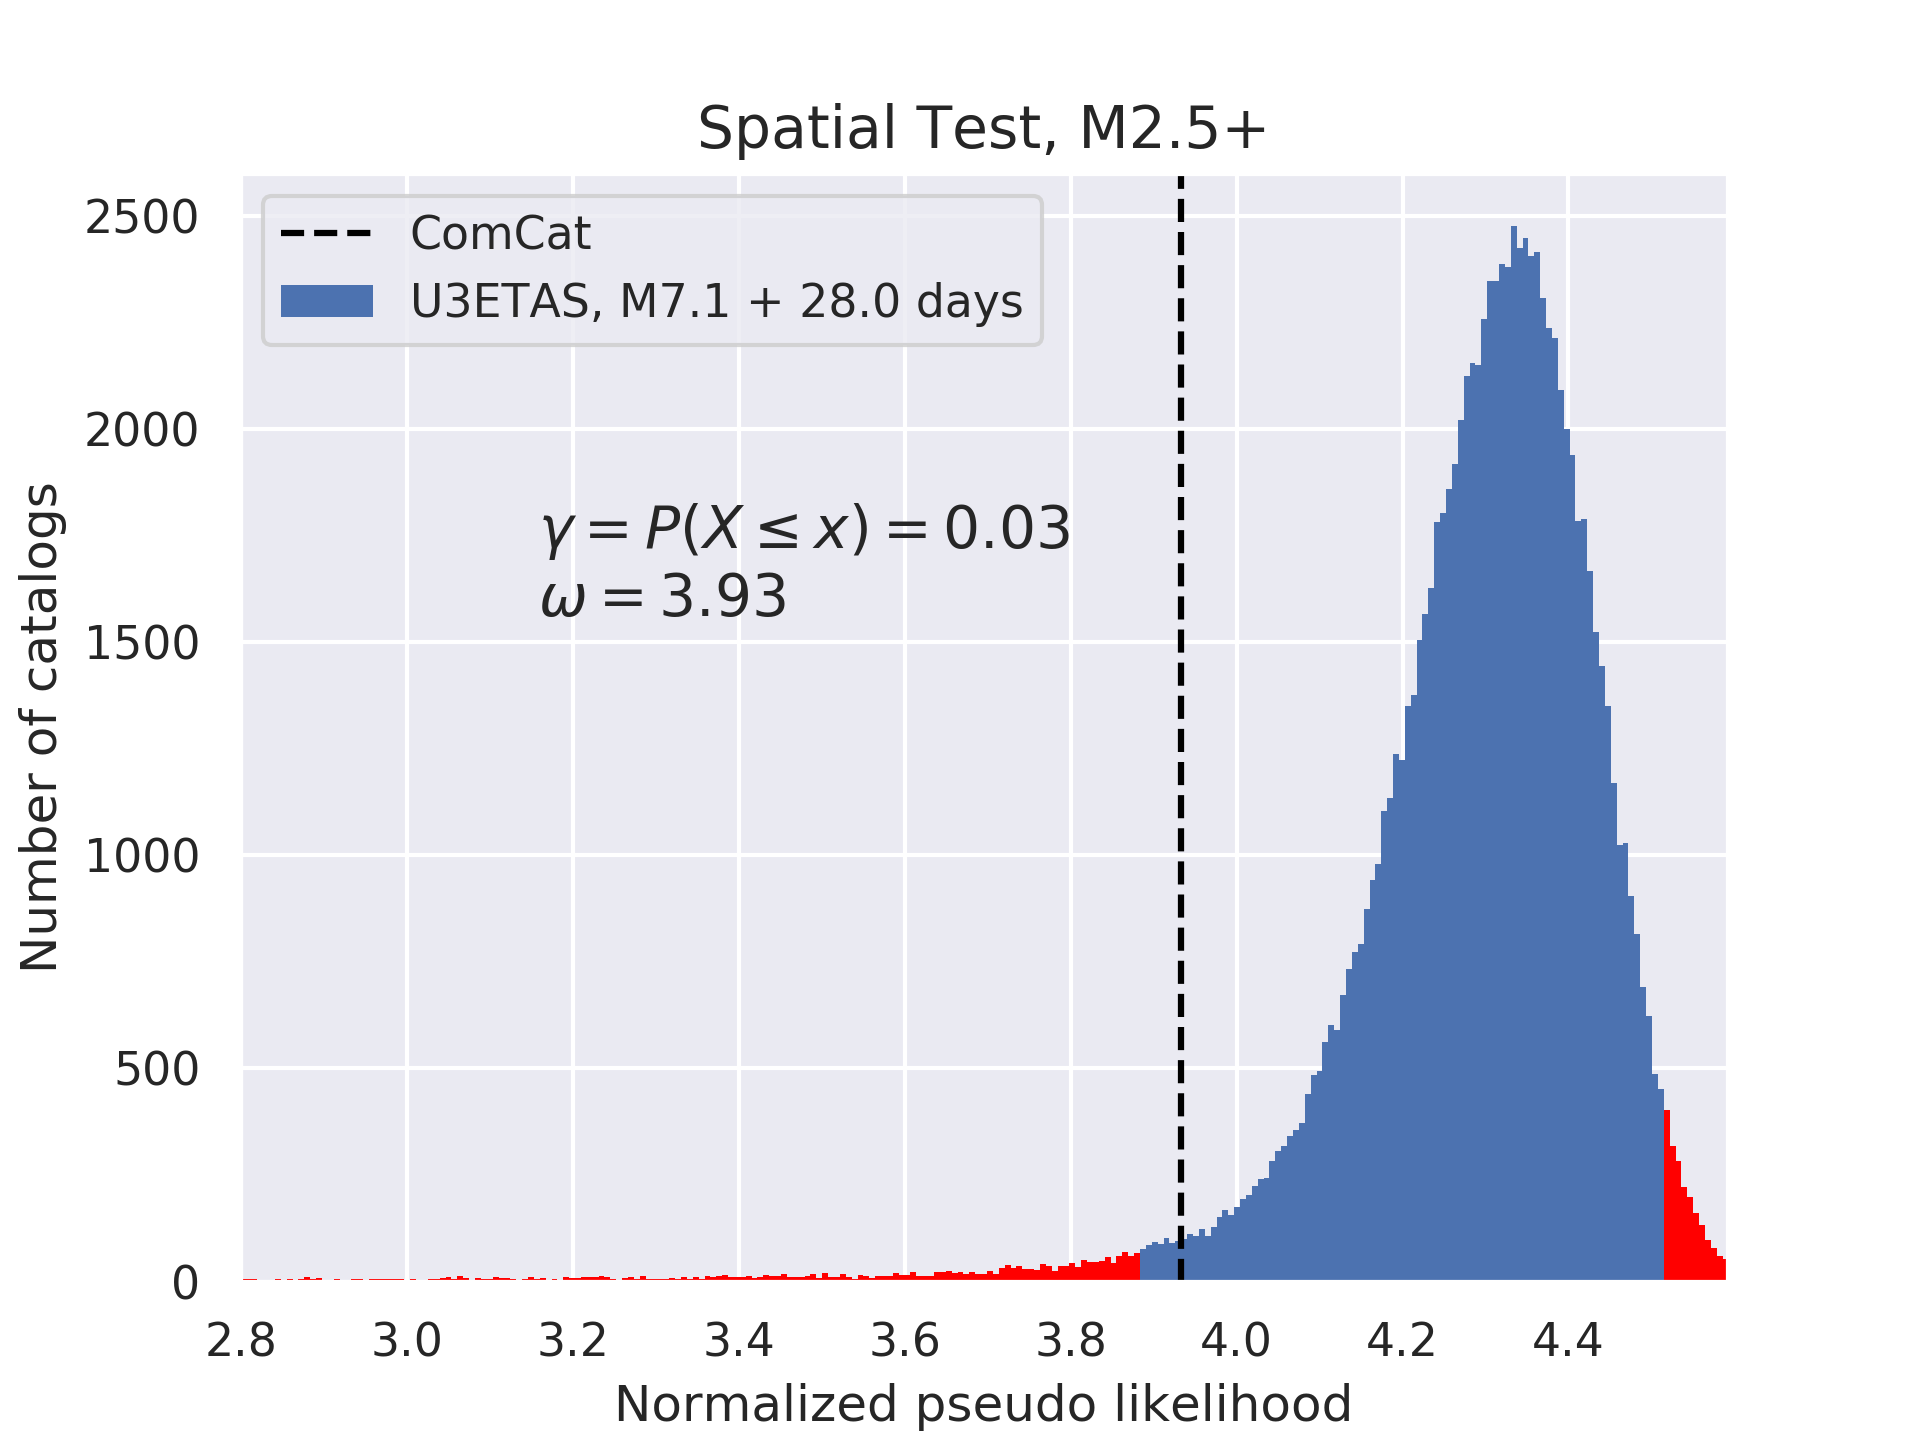 Spatial Test, M2.5+
ComCat
U3ETAS, M7.1 + 28.0 days
γ = P(X ≤ x) = 0.03
ω = 3.93
Number of catalogs
2500
2000
1500
1000
500
0
2.8 3.0 3.2 3.4 3.6 3.8 4.0 4.2 4.4
Normalized pseudo likelihood